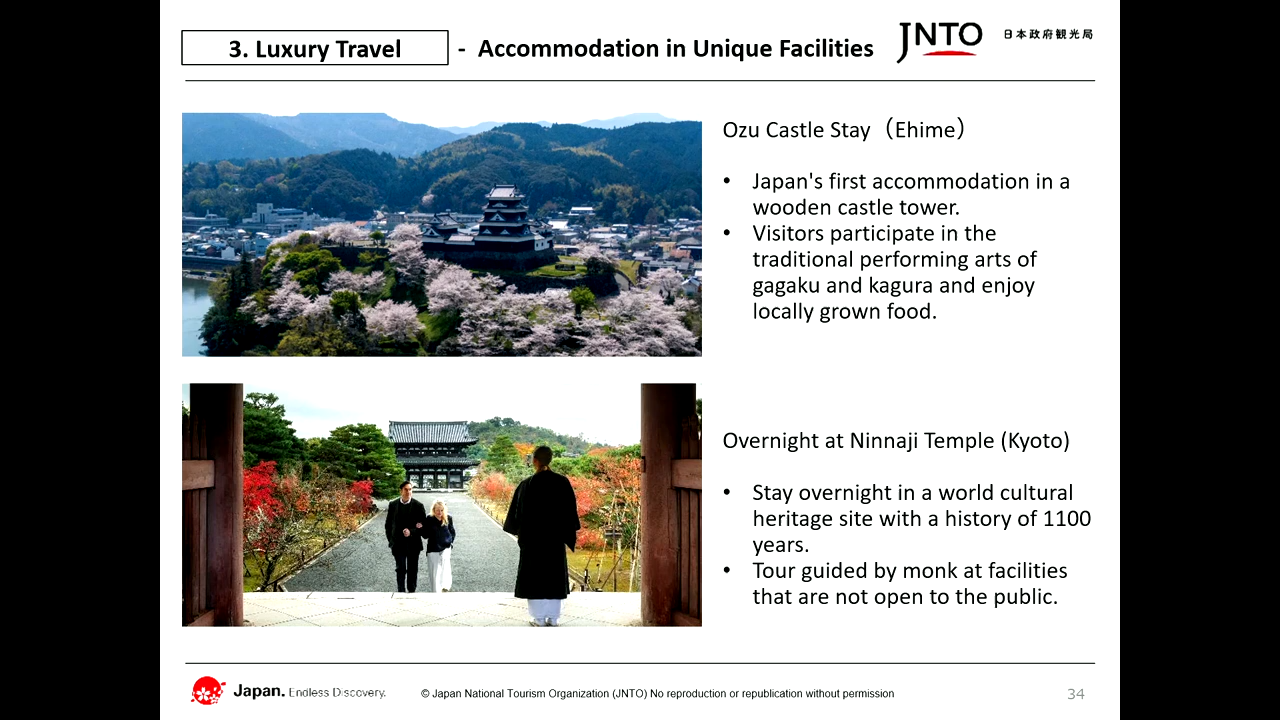 3. Luxury Travel - Accommodation in Unique Facilities
JNTO 日本政府観光局
Ozu Castle Stay（Ehime）
• Japan's first accommodation in a
wooden castle tower.
• Visitors participate in the
traditional performing arts of
gagaku and kagura and enjoy
locally grown food.
Overnight at Ninnaji Temple (Kyoto)
• Stay overnight in a world cultural
heritage site with a history of 1100
years.
• Tour guided by monk at facilities
that are not open to the public.
Japan. Endless Discovery.
© Japan National Tourism Organization (JNTO) No reproduction or republication without permission
34